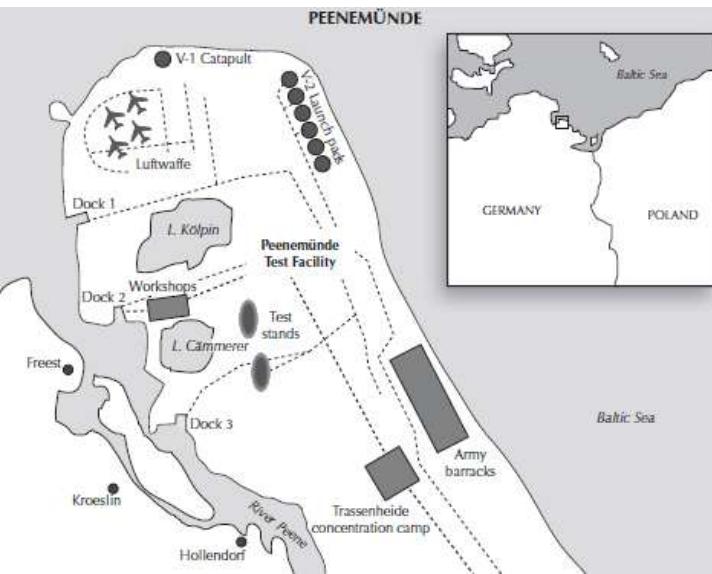 PEENEMÜNDE
V-1 Catapult
V-2 Launch pads
Luftwaffe
Dock 1
L. Kölpin
Peenemünde
Test Facility
Workshops
Dock 2
Test
stands
L. Cämmerer
Freest
Dock 3
Army
barracks
Kroeslin
Trassenheide
concentration camp
River Peene
Hollendorf
Baltic Sea
Baltic Sea
GERMANY
POLAND